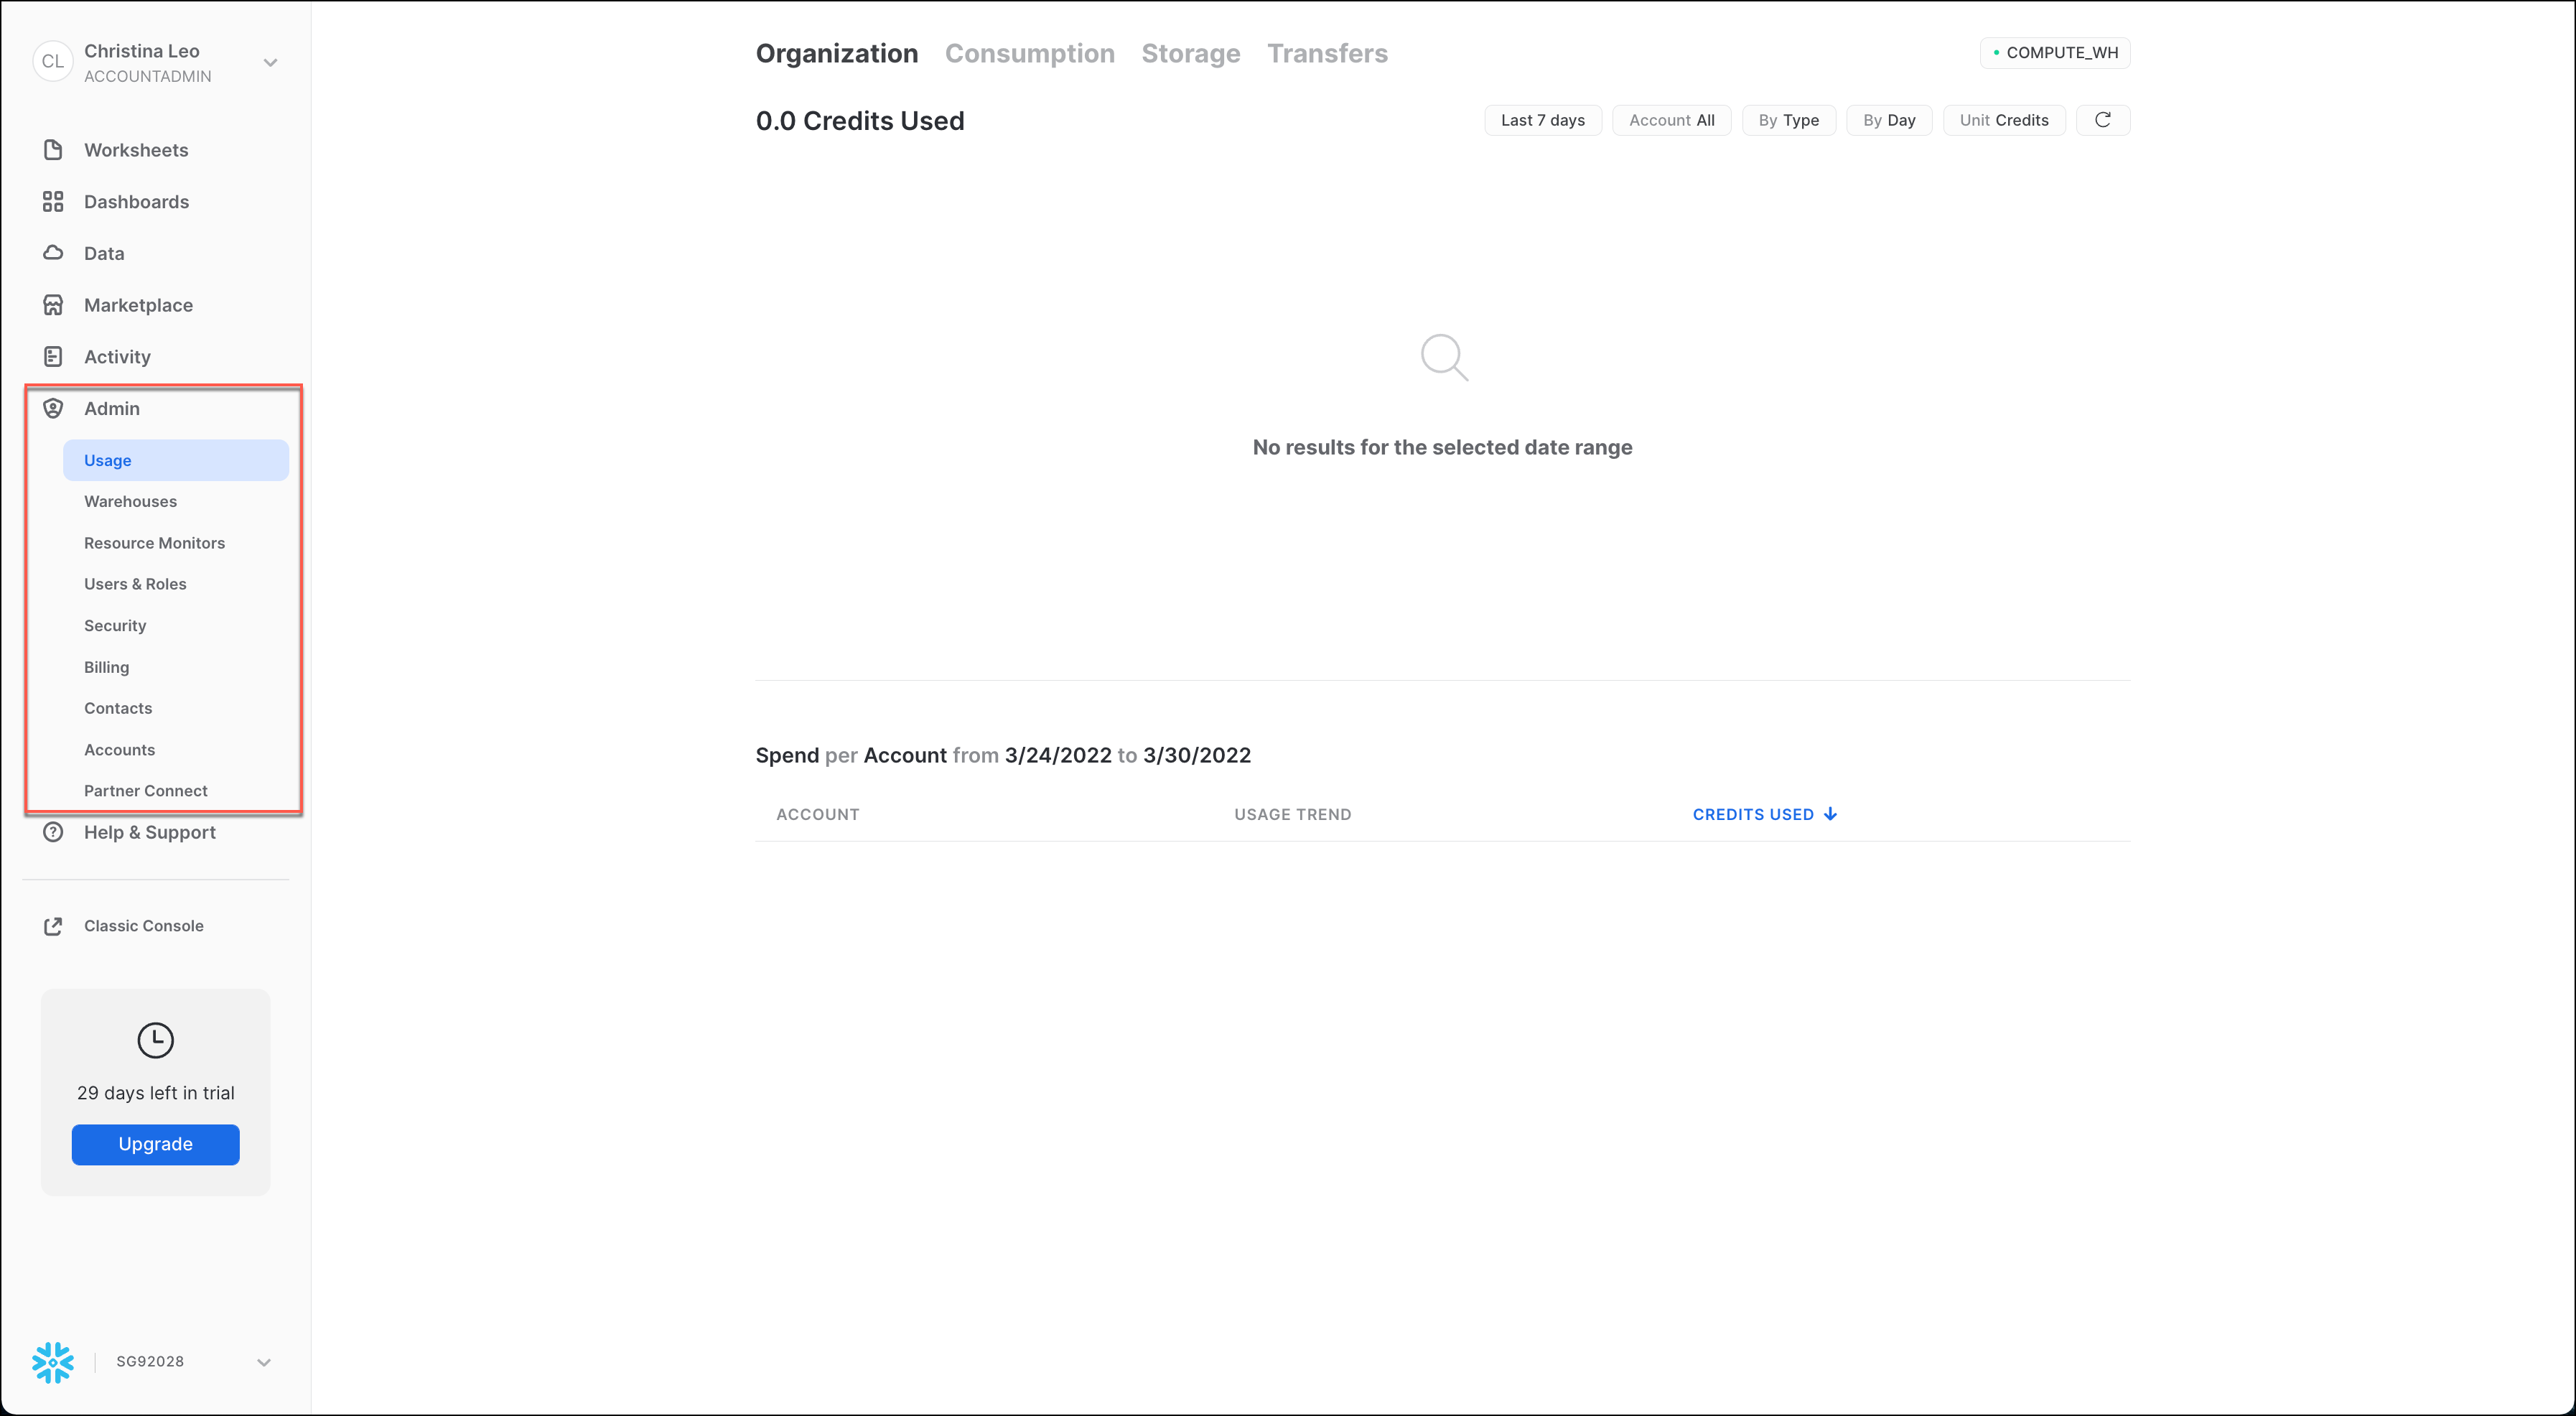 CL
Christina Leo
ACCOUNTADMIN
Worksheets
Dashboards
Data
Marketplace
Activity
Admin
Usage
Warehouses
Resource Monitors
Users & Roles
Security
Billing
Contacts
Accounts
Partner Connect
Help & Support
Classic Console
29 days left in trial
Upgrade
SG92028
Organization Consumption Storage Transfers
COMPUTE_WH
0.0 Credits Used
Last 7 days Account All By Type By Day Unit Credits
No results for the selected date range
Spend per Account from 3/24/2022 to 3/30/2022
ACCOUNT USAGE TREND CREDITS USED